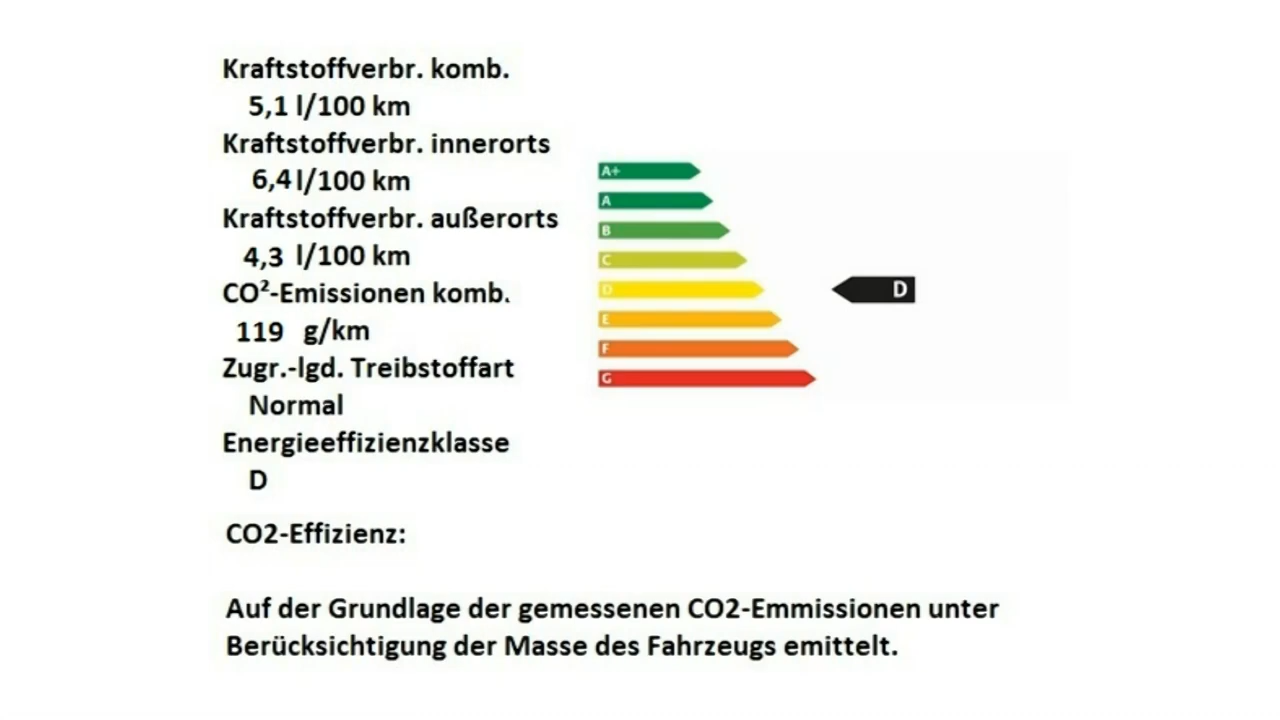 Kraftstoffverbr. komb.
5,1 l/100 km
Kraftstoffverbr. innerorts
6,4 l/100 km
Kraftstoffverbr. außerorts
4,3 l/100 km
CO²-Emissionen komb.
119 g/km
Zugr.-lgd. Treibstoffart
Normal
Energieeffizienzklasse
D
A+
A
B
C
D
D
E
F
G
CO2-Effizienz:
Auf der Grundlage der gemessenen CO2-Emmissionen unter
Berücksichtigung der Masse des Fahrzeugs emittelt.